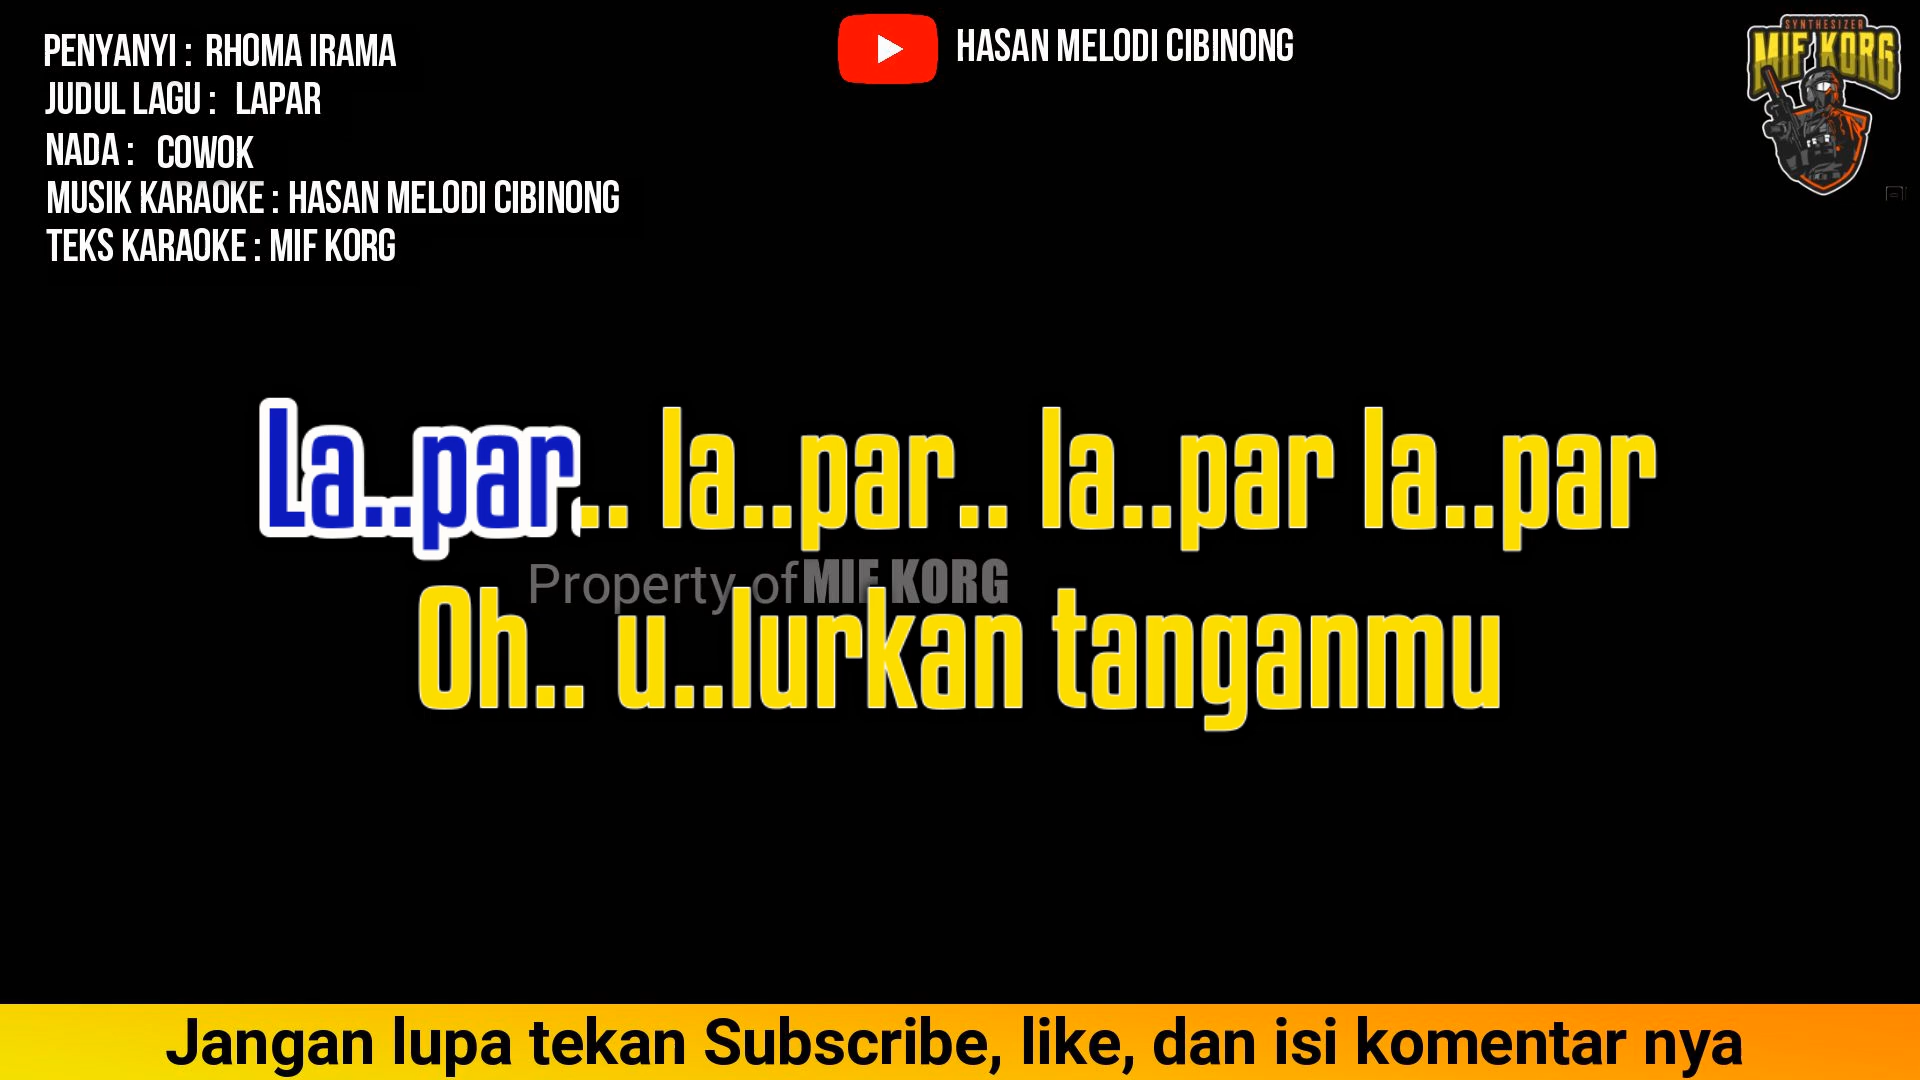 PENYANYI : RHOMA IRAMA
JUDUL LAGU : LAPAR
NADA : COWOK
MUSIK KARAOKE : HASAN MELODI CIBINONG
TEKS KARAOKE : MIF KORG
HASAN MELODI CIBINONG
SYNTHESIZER
MIF KORG
La..par.. la..par.. la..par la..par
Property of MIF KORG
Oh.. u..lurkan tanganmu
Jangan lupa tekan Subscribe, like, dan isi komentar nya